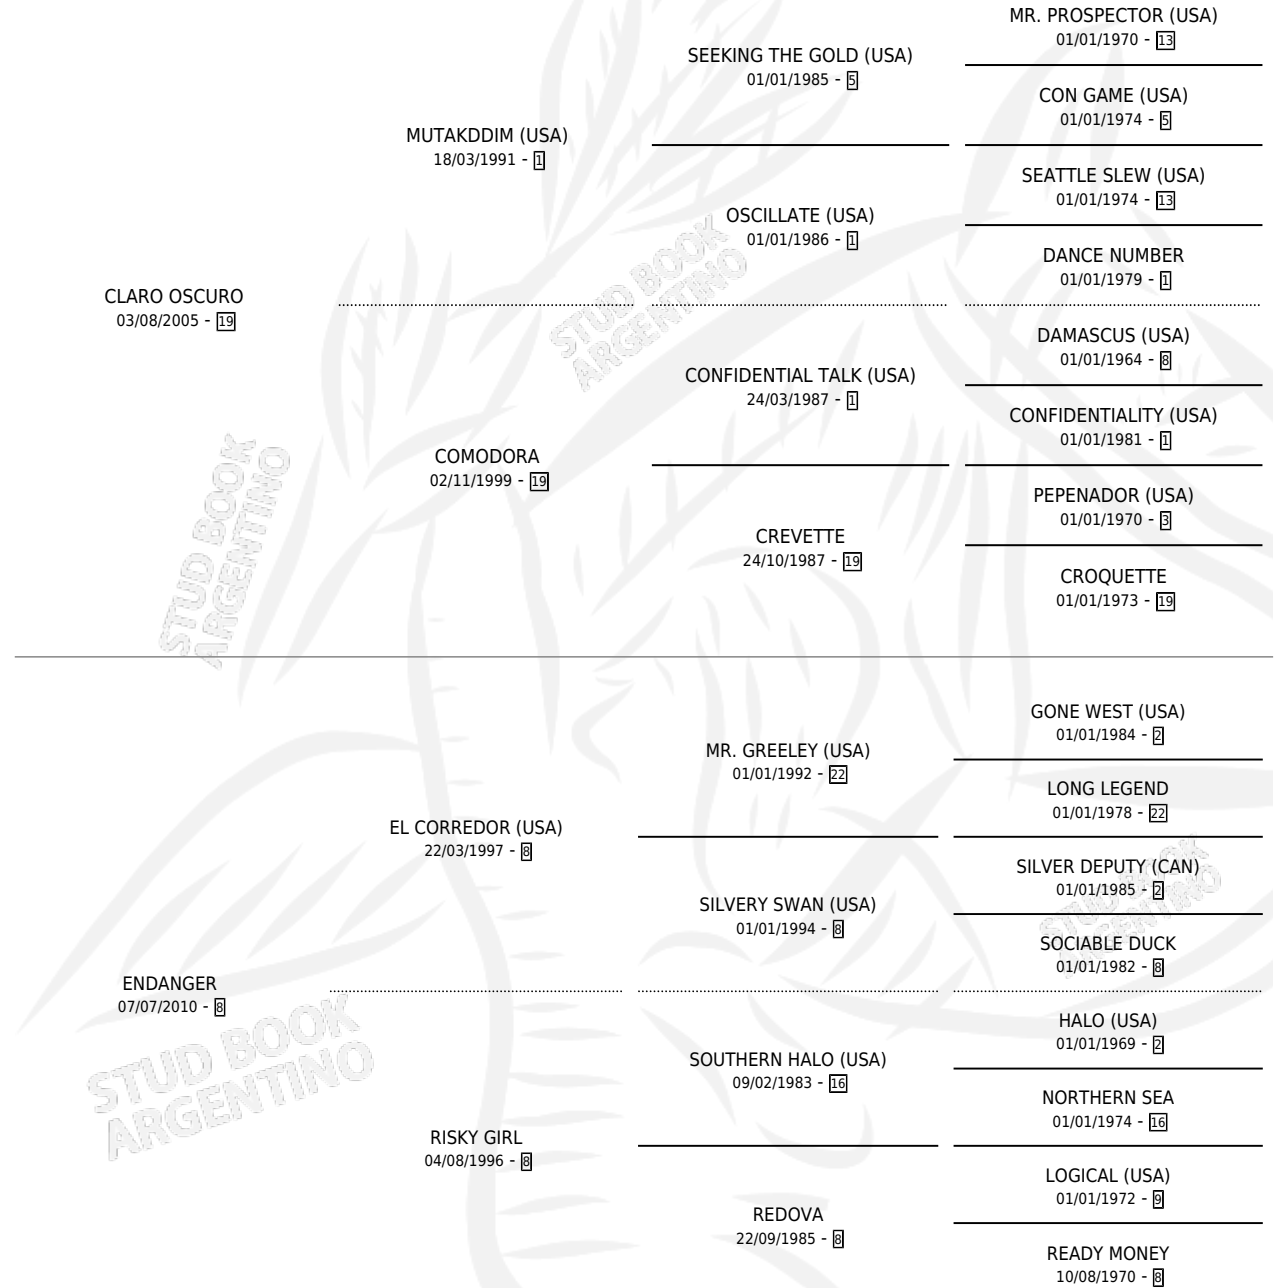 MR. PROSPECTOR (USA)
01/01/1970 - 13
SEEKING THE GOLD (USA)
01/01/1985 - 5
CON GAME (USA)
01/01/1974 - 5
MUTAKDDIM (USA)
18/03/1991 - 1
SEATTLE SLEW (USA)
01/01/1974 - 13
OSCILLATE (USA)
01/01/1986 - 1
DANCE NUMBER
01/01/1979 - 1
CLARO OSCURO
03/08/2005 - 19
STUD BOOK
ARGENTINO
DAMASCUS (USA)
01/01/1964 - 8
CONFIDENTIAL TALK (USA)
24/03/1987 - 1
CONFIDENTIALITY (USA)
01/01/1981 - 1
COMODORA
02/11/1999 - 19
PEPENADOR (USA)
01/01/1970 - 3
CREVETTE
24/10/1987 - 19
CROQUETTE
01/01/1973 - 19
STUD BOOK
ARGENTINO
GONE WEST (USA)
01/01/1984 - 2
MR. GREELEY (USA)
01/01/1992 - 22
LONG LEGEND
01/01/1978 - 22
EL CORREDOR (USA)
22/03/1997 - 8
SILVER DEPUTY (CAN)
01/01/1985 - 2
SILVERY SWAN (USA)
01/01/1994 - 8
STUD BOOK
ARGENTINO
SOCIABLE DUCK
01/01/1982 - 8
ENDANGER
07/07/2010 - 8
HALO (USA)
01/01/1969 - 2
SOUTHERN HALO (USA)
09/02/1983 - 16
NORTHERN SEA
01/01/1974 - 16
STUD BOOK
ARGENTINO
RISKY GIRL
04/08/1996 - 8
LOGICAL (USA)
01/01/1972 - 9
REDOVA
22/09/1985 - 8
READY MONEY
10/08/1970 - 8